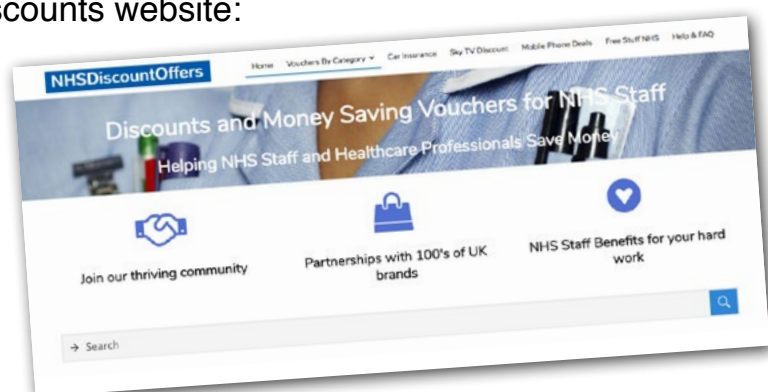 scounts website:
NHSDiscountOffers
Home Vouchers By Category Car Insurance Sky TV Discount Mobile Phone Deals Free Stuff NHS Help & FAQ
Discounts and Money Saving Vouchers for NHS Staff
Helping NHS Staff and Healthcare Professionals Save Money
Join our thriving community
Partnerships with 100's of UK
brands
NHS Staff Benefits for your hard
work
→ Search